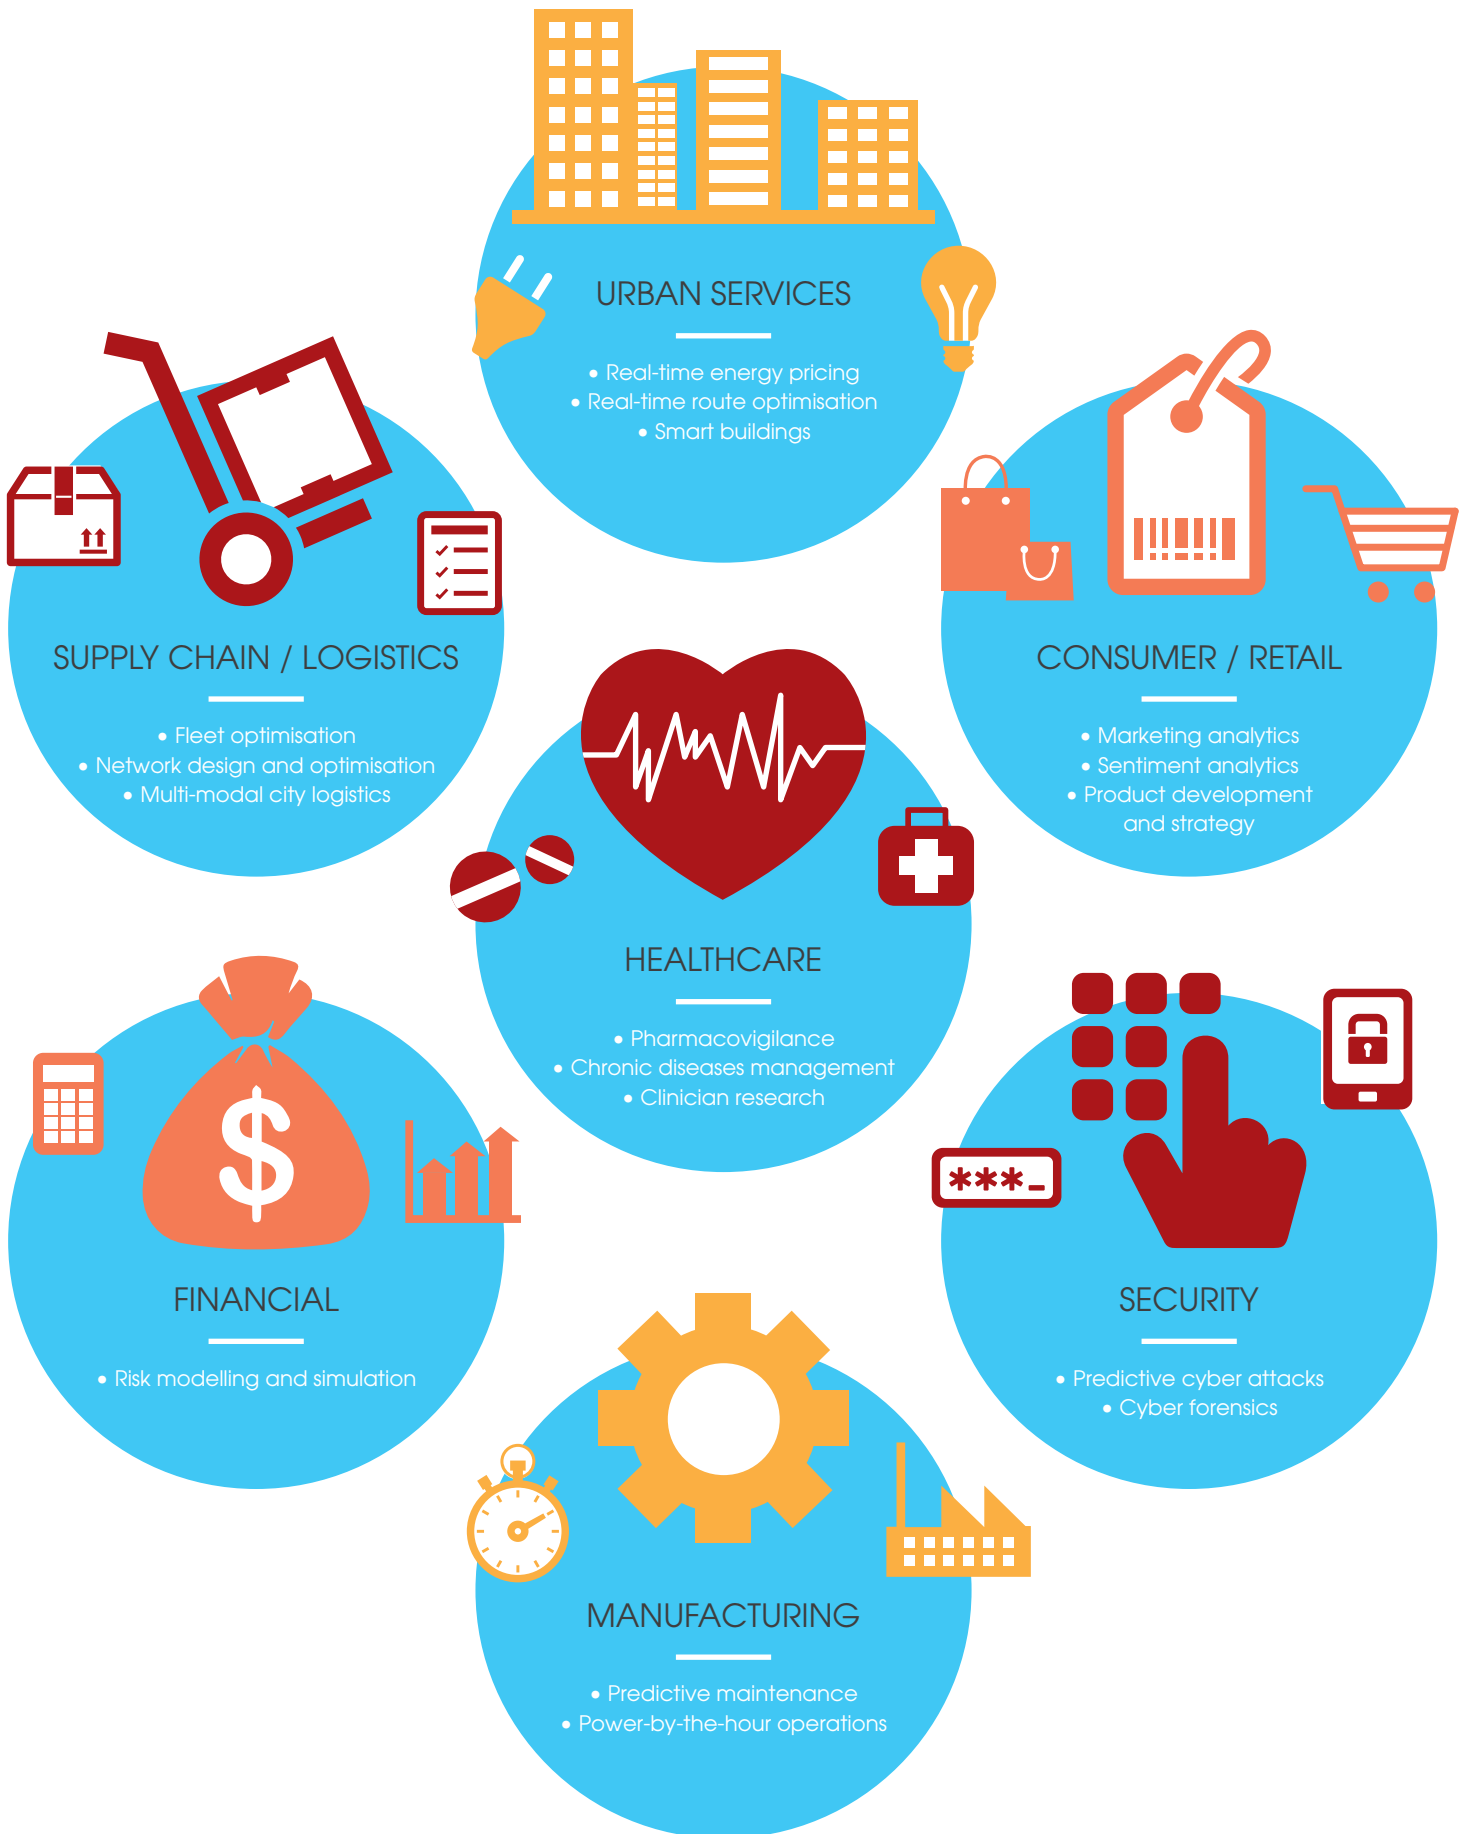 URBAN SERVICES
• Real-time energy pricing
• Real-time route optimisation
• Smart buildings
SUPPLY CHAIN / LOGISTICS
• Fleet optimisation
• Network design and optimisation
• Multi-modal city logistics
CONSUMER / RETAIL
• Marketing analytics
• Sentiment analytics
• Product development
and strategy
HEALTHCARE
• Pharmacovigilance
• Chronic diseases management
• Clinician research
$
FINANCIAL
• Risk modelling and simulation
***_
SECURITY
• Predictive cyber attacks
• Cyber forensics
MANUFACTURING
• Predictive maintenance
• Power-by-the-hour operations